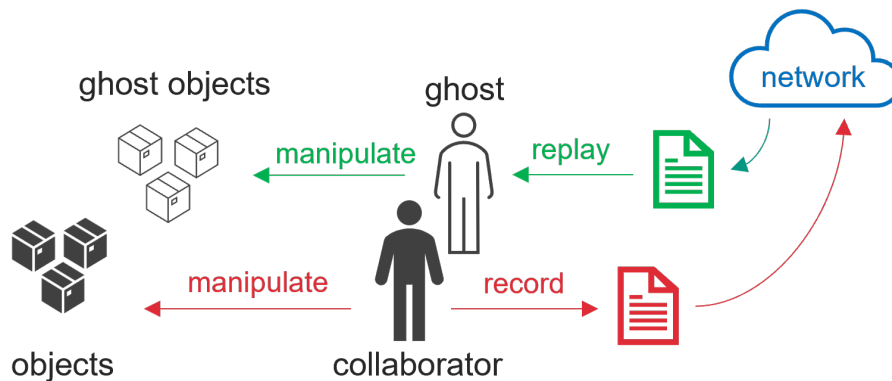 ghost objects
ghost
network
manipulate
replay
manipulate
record
objects
collaborator